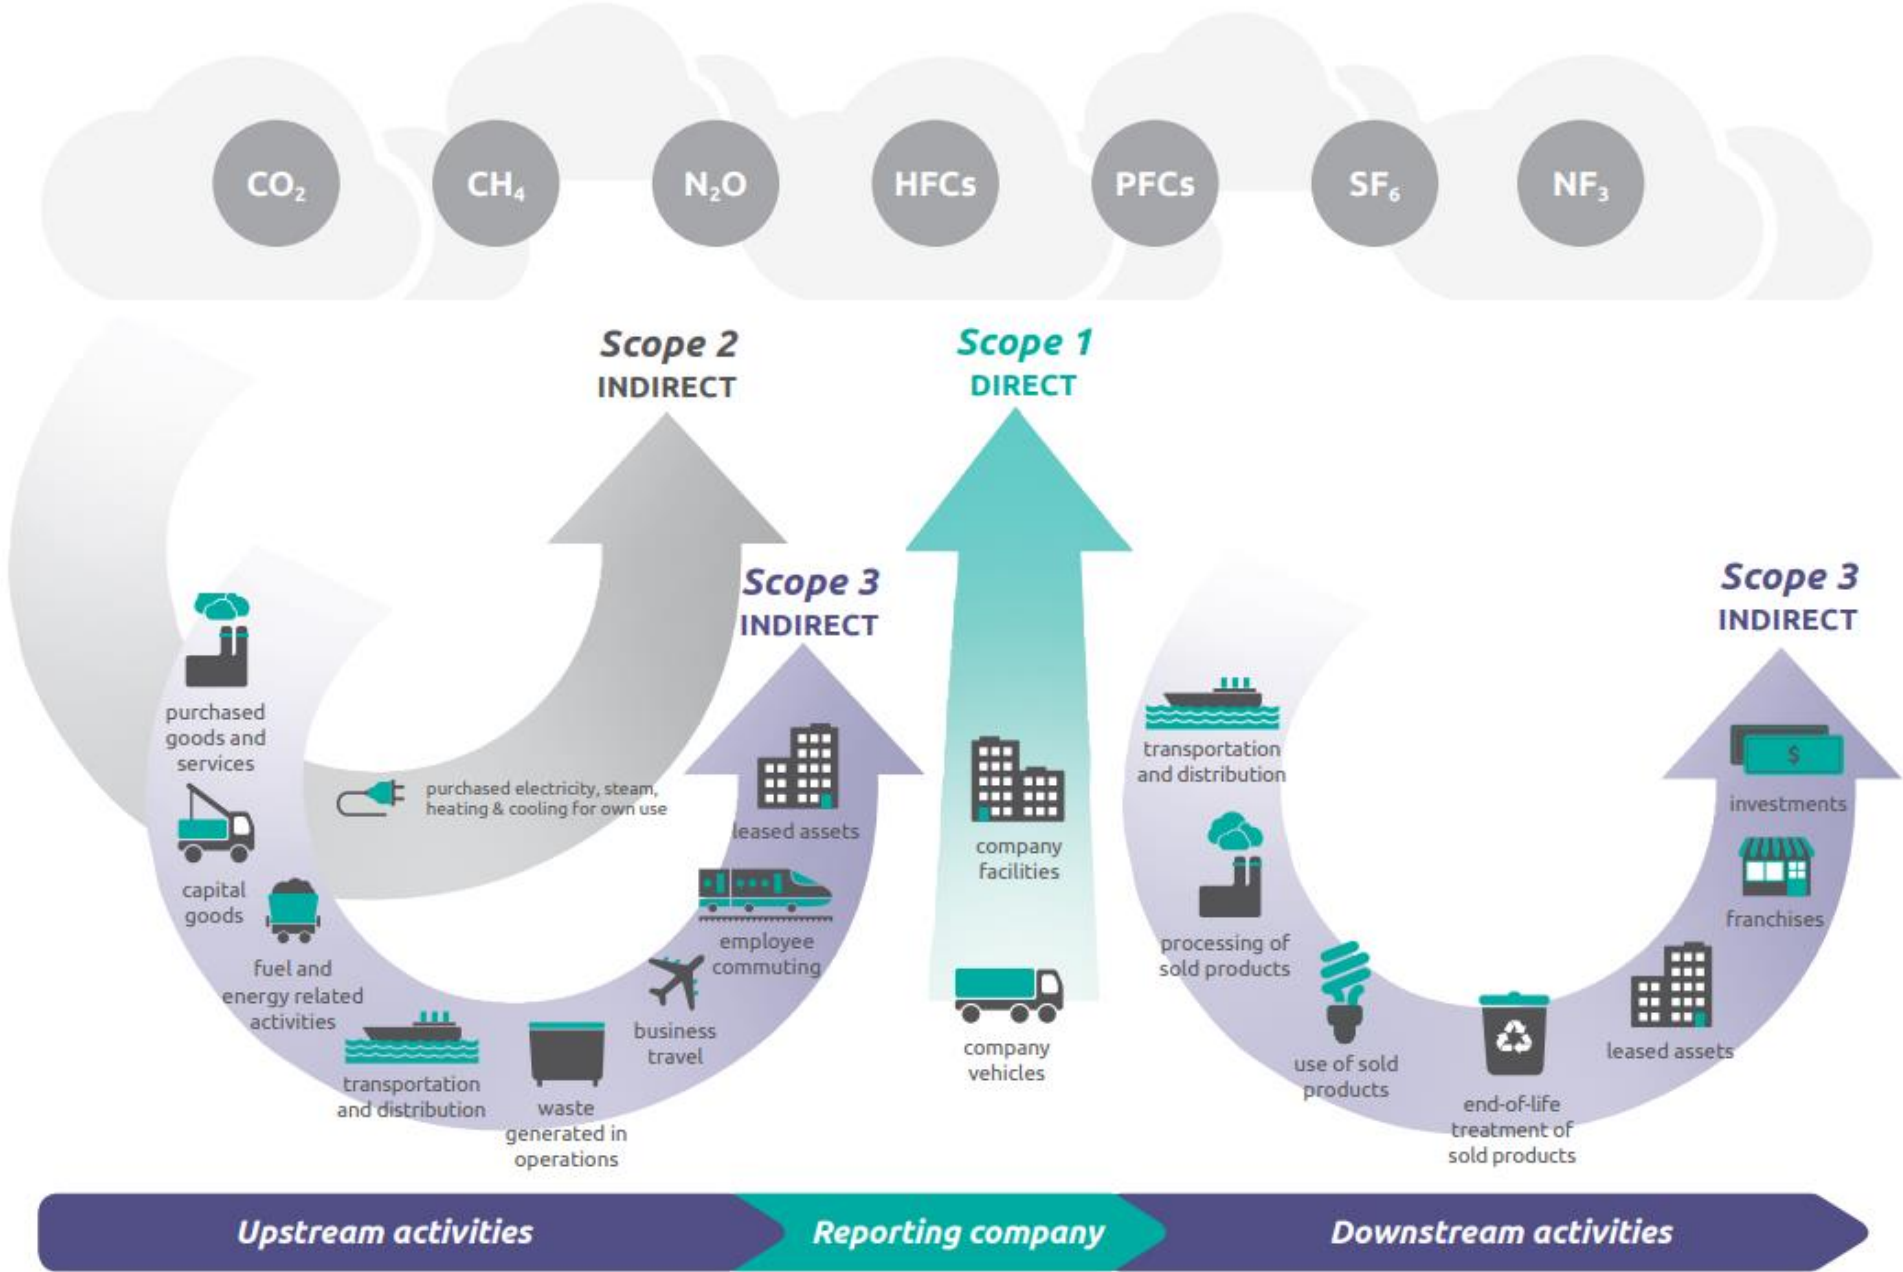 CO₂
CH₄
N₂O
HFCs
PFCs
SF₆
NF₃
Scope 2
INDIRECT
Scope 1
DIRECT
Scope 3
INDIRECT
Scope 3
INDIRECT
purchased
goods and
services
capital
goods
fuel and
energy related
activities
transportation
and distribution
waste
generated in
operations
business
travel
employee
commuting
leased assets
purchased electricity, steam,
heating & cooling for own use
company
facilities
company
vehicles
transportation
and distribution
processing of
sold products
use of sold
products
end-of-life
treatment of
sold products
leased assets
franchises
$
investments
Upstream activities
Reporting company
Downstream activities